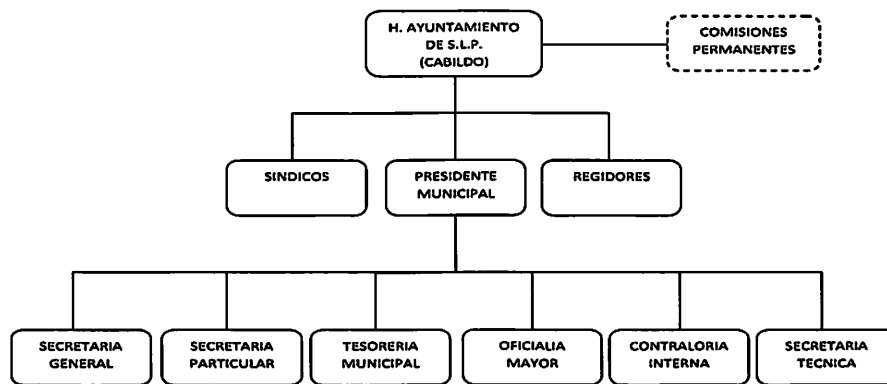 H. AYUNTAMIENTO
DE S.L.P.
(CABILDO)
COMISIONES
PERMANENTES
SINDICOS
PRESIDENTE
MUNICIPAL
REGIDORES
SECRETARIA
GENERAL
SECRETARIA
PARTICULAR
TESORERIA
MUNICIPAL
OFICIALIA
MAYOR
CONTRALORIA
INTERNA
SECRETARIA
TECNICA